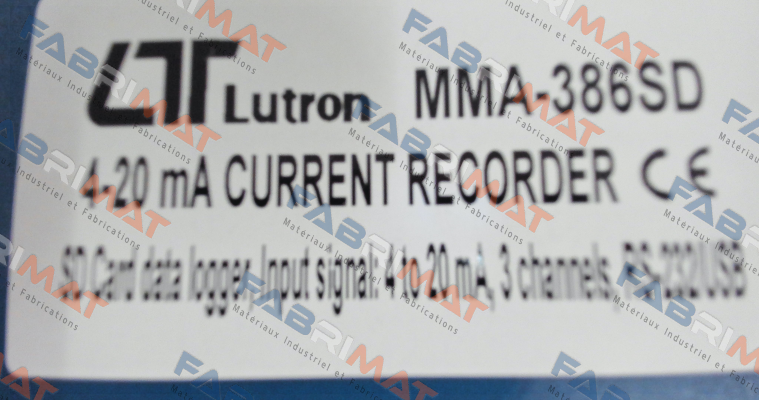 LT Lutron MMA-386SD
4-20 mA CURRENT RECORDER CE
SD Card data logger, Input signal: 4 to 20 mA, 3 channels, RS-232/USB
FABRIMAT
Matériaux Industriel et Fabrications